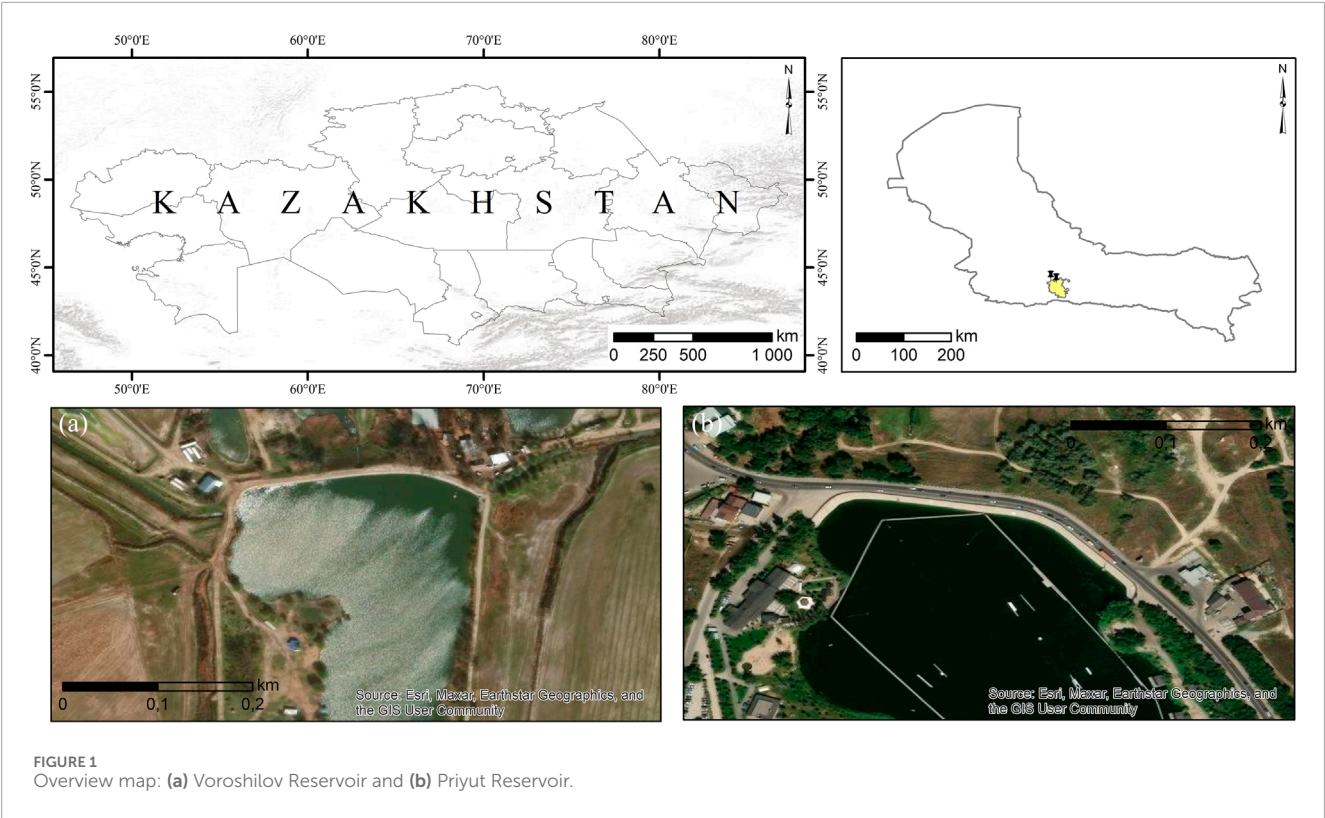 50°0'E 60°0'E 70°0'E 80°0'E
55°0'N 50°0'N 45°0'N 40°0'N
N
K A Z A K H S T A N
0 250 500 1 000 km
50°0'E 60°0'E 70°0'E 80°0'E
55°0'N 50°0'N 45°0'N 40°0'N
N
0 100 200 km
(a)
0 0,1 0,2 km
Source: Esri, Maxar, Earthstar Geographics, and
the GIS User Community
(b)
0 0,1 0,2 km
Source: Esri, Maxar, Earthstar Geographics, and
the GIS User Community
FIGURE 1
Overview map: (a) Voroshilov Reservoir and (b) Priyut Reservoir.